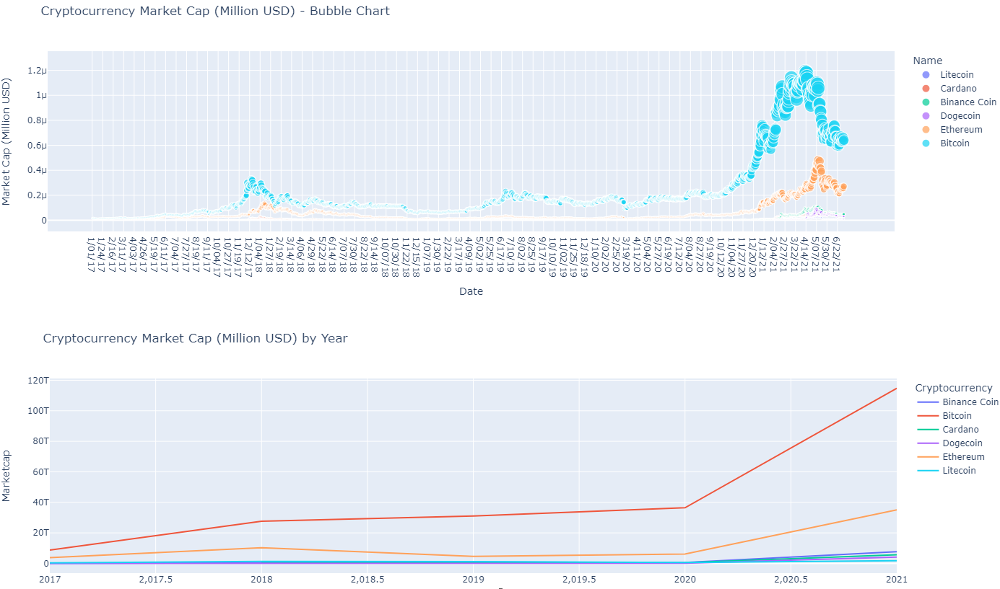 Cryptocurrency Market Cap (Million USD) - Bubble Chart
Market Cap (Million USD)
1.2μ
1μ
0.8μ
0.6μ
0.4μ
0.2μ
0
1/01/17
1/24/17
2/16/17
3/11/17
4/03/17
4/26/17
5/19/17
6/11/17
7/04/17
7/27/17
8/19/17
9/11/17
10/04/17
10/27/17
11/19/17
12/12/17
1/04/18
1/27/18
2/19/18
3/14/18
4/06/18
4/29/18
5/22/18
6/14/18
7/07/18
7/30/18
8/22/18
9/14/18
10/07/18
10/30/18
11/22/18
12/15/18
1/07/19
1/30/19
2/22/19
3/17/19
4/09/19
5/02/19
5/25/19
6/17/19
7/10/19
8/02/19
8/25/19
9/17/19
10/10/19
11/02/19
11/25/19
12/18/19
1/10/20
2/02/20
2/25/20
3/19/20
4/11/20
5/04/20
5/27/20
6/19/20
7/12/20
8/04/20
8/27/20
9/19/20
10/12/20
11/04/20
11/27/20
12/20/20
1/12/21
2/04/21
2/27/21
3/22/21
4/14/21
5/07/21
5/30/21
6/22/21
Date
Name
Litecoin
Cardano
Binance Coin
Dogecoin
Ethereum
Bitcoin
Cryptocurrency Market Cap (Million USD) by Year
Marketcap
120T
100T
80T
60T
40T
20T
0
2017
2,017.5
2018
2,018.5
2019
2,019.5
2020
2,020.5
2021
Cryptocurrency
Binance Coin
Bitcoin
Cardano
Dogecoin
Ethereum
Litecoin